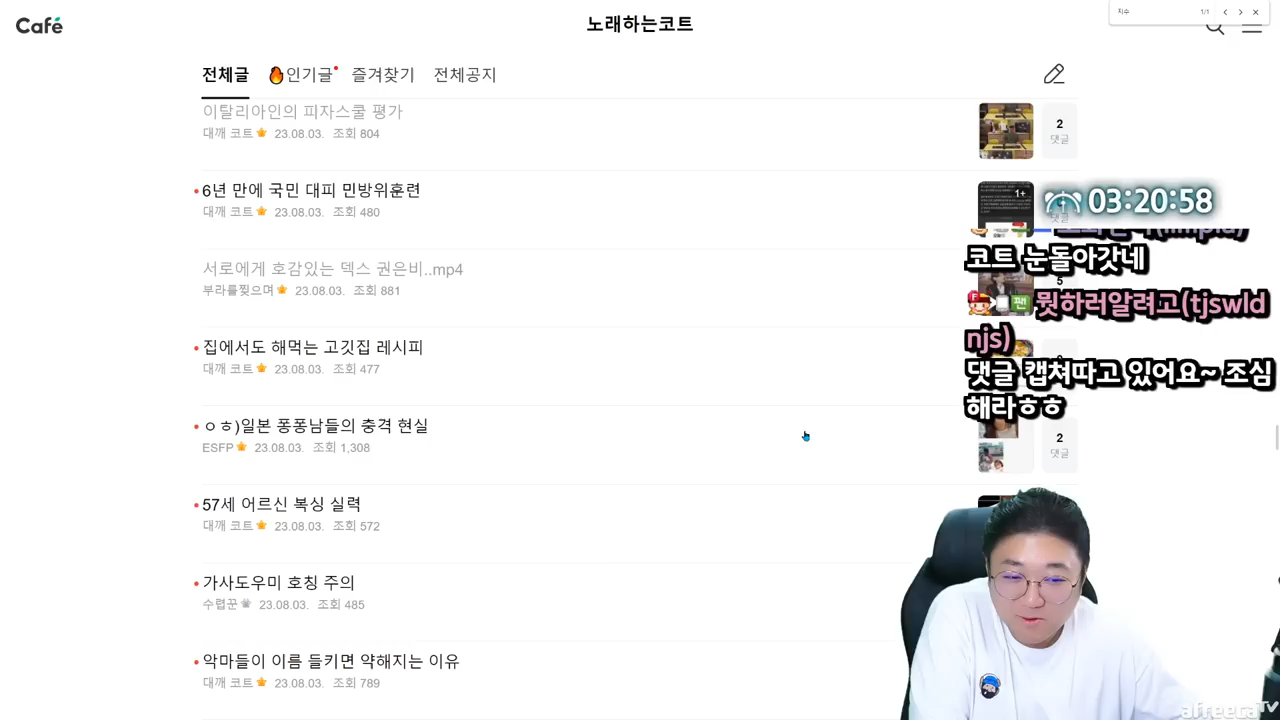 Café
노래하는코트
지수
1/1
전체글
인기글
즐겨찾기
전체공지
이탈리아인의 피자스쿨 평가
대깨 코트 23.08.03. 조회 804
2
댓글
6년 만에 국민 대피 민방위훈련
대깨 코트 23.08.03. 조회 480
1+
03:20:58
서로에게 호감있는 덱스 권은비..mp4
부라를찢으며 23.08.03. 조회 881
5
코트 눈돌아갓네
뭣하러알려고(tjswld
njs)
댓글 캡쳐따고 있어요~ 조심
해라ㅎㅎ
집에서도 해먹는 고깃집 레시피
대깨 코트 23.08.03. 조회 477
ㅇㅎ)일본 퐁퐁남들의 충격 현실
ESFP 23.08.03. 조회 1,308
2
댓글
57세 어르신 복싱 실력
대깨 코트 23.08.03. 조회 572
가사도우미 호칭 주의
수렵꾼 23.08.03. 조회 485
악마들이 이름 들키면 약해지는 이유
대깨 코트 23.08.03. 조회 789
afreecaTV